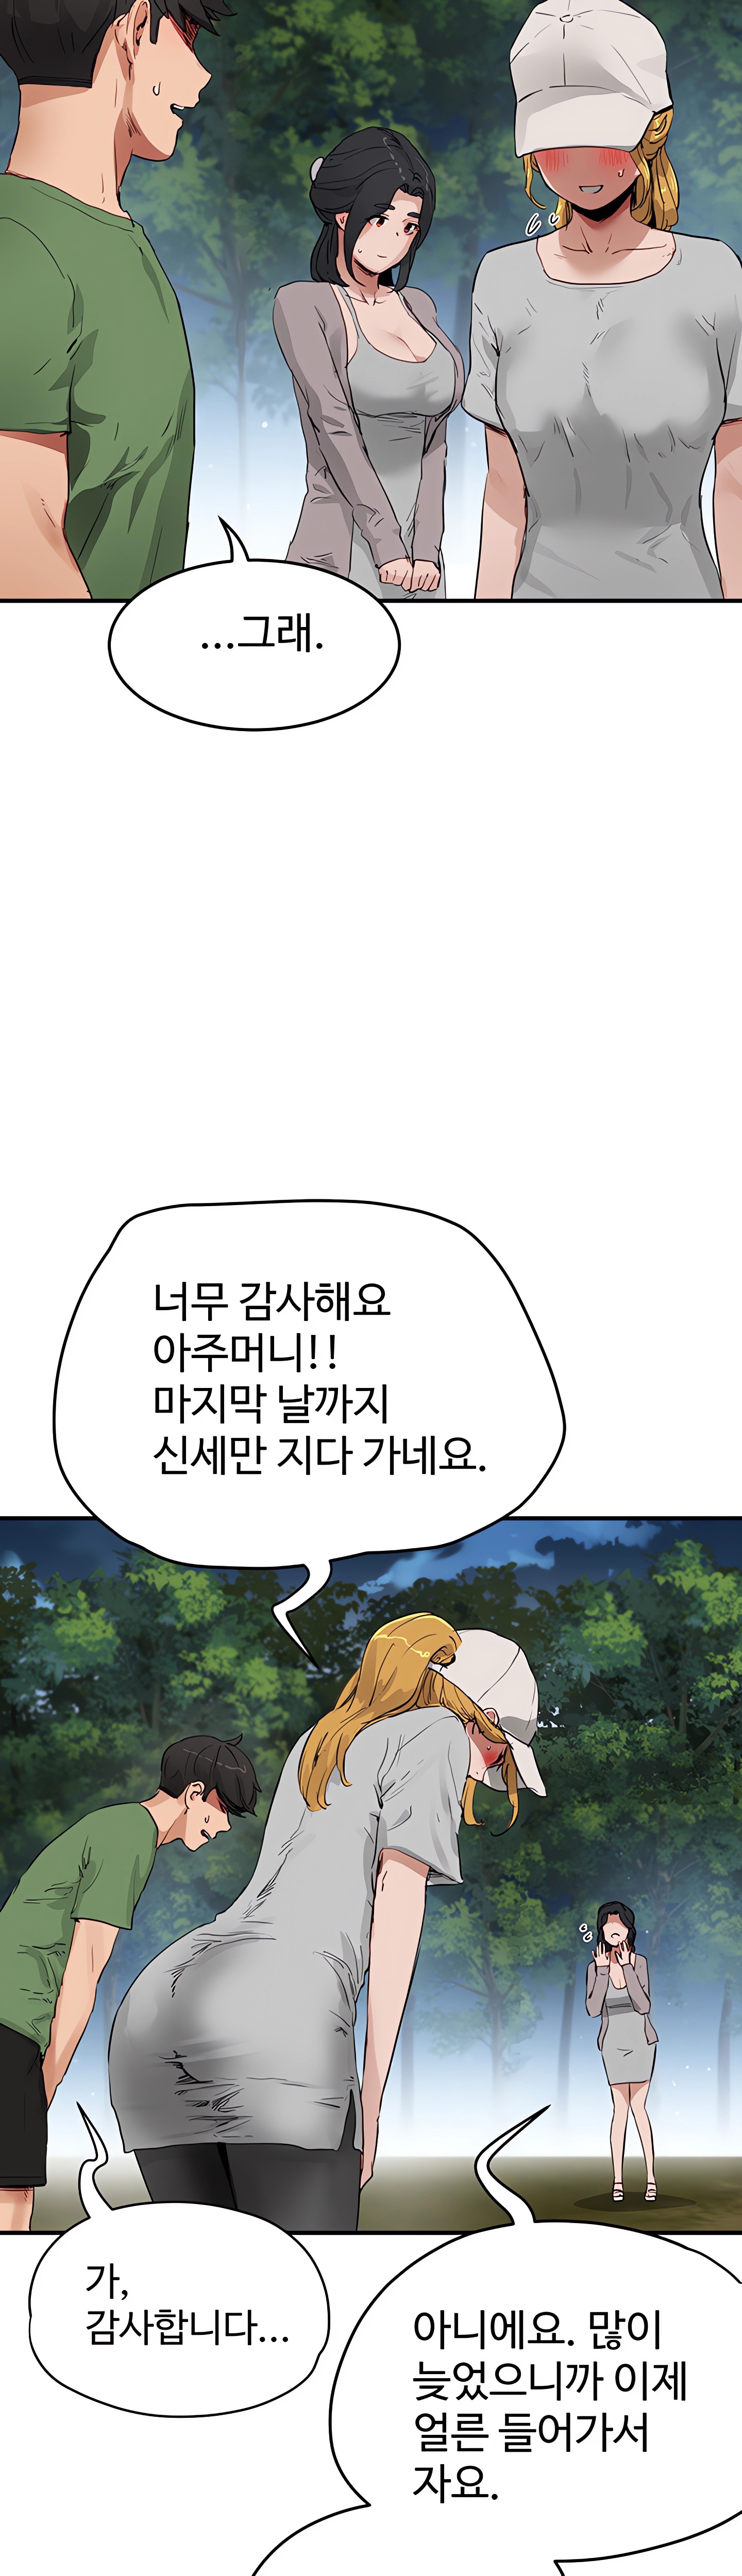 ...그래.
너무 감사해요
아주머니!!
마지막 날까지
신세만 지다 가네요.
가,
감사합니다...
아니에요. 많이
늦었으니까 이제
얼른 들어가서
자요.